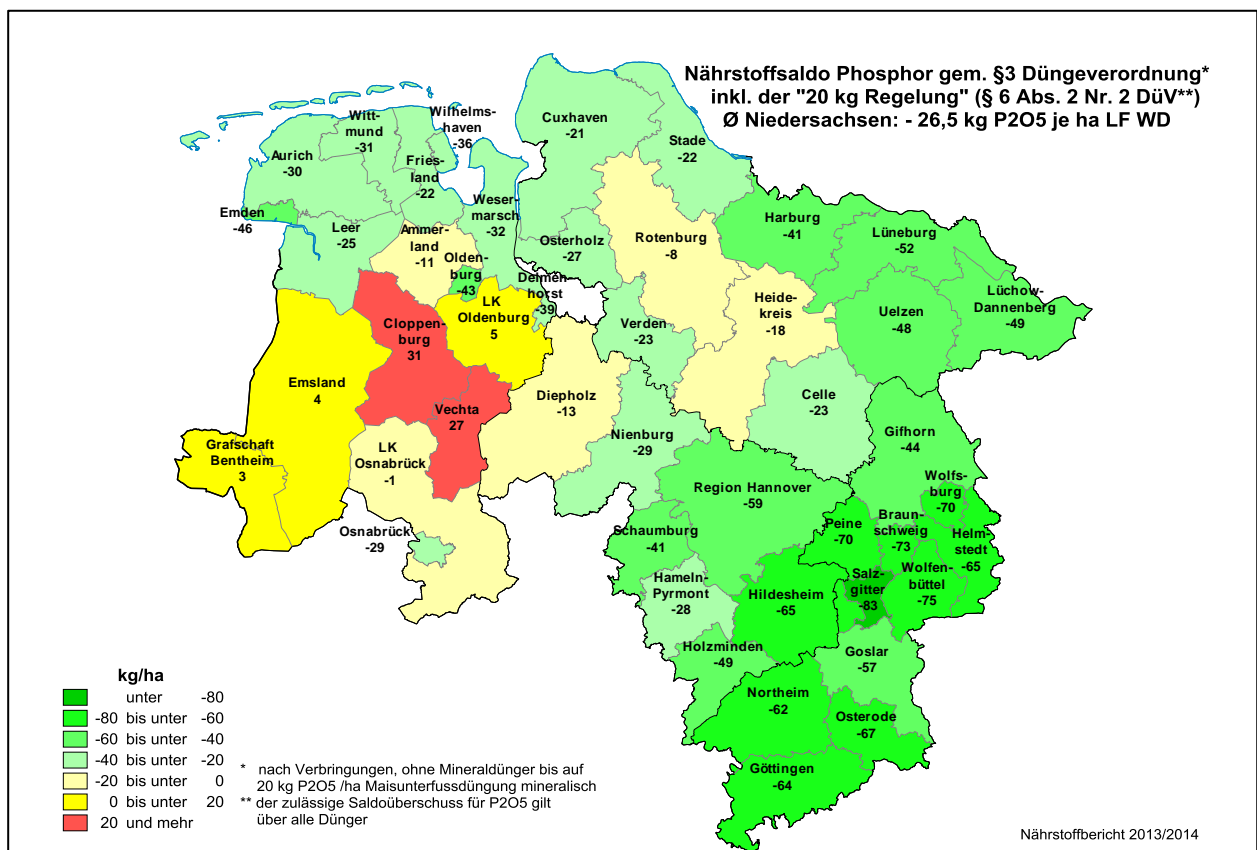 Nährstoffsaldo Phosphor gem. §3 Düngeverordnung*
inkl. der "20 kg Regelung" (§ 6 Abs. 2 Nr. 2 DüV**)
Ø Niedersachsen: - 26,5 kg P2O5 je ha LF WD
Wilhelms-
haven
-36
Witt-
mund
-31
Cuxhaven
-21
Stade
-22
Aurich
-30
Fries-
land
-22
Weser-
marsch
-32
Emden
-46
Leer
-25
Ammer-
land
-11
Osterholz
-27
Rotenburg
-8
Harburg
-41
Lüneburg
-52
Olden-
burg
-43
Delmen-
horst
-39
LK
Oldenburg
5
Verden
-23
Heide-
kreis
-18
Uelzen
-48
Lüchow-
Dannenberg
-49
Cloppen-
burg
31
Emsland
4
Vechta
27
Diepholz
-13
Celle
-23
Nienburg
-29
Gifhorn
-44
Grafschaft
Bentheim
3
LK
Osnabrück
-1
Osnabrück
-29
Region Hannover
-59
Wolfs-
burg
-70
Schaumburg
-41
Peine
-70
Braun-
schweig
-73
Helm-
stedt
-65
Hameln-
Pyrmont
-28
Hildesheim
-65
Salz-
gitter
-83
Wolfen-
büttel
-75
Holzminden
-49
Goslar
-57
Northeim
-62
Osterode
-67
Göttingen
-64
kg/ha
unter -80
-80 bis unter -60
-60 bis unter -40
-40 bis unter -20
-20 bis unter 0
0 bis unter 20
20 und mehr
* nach Verbringungen, ohne Mineraldünger bis auf
20 kg P2O5 /ha Maisunterfussdüngung mineralisch
** der zulässige Saldoüberschuss für P2O5 gilt
über alle Dünger
Nährstoffbericht 2013/2014